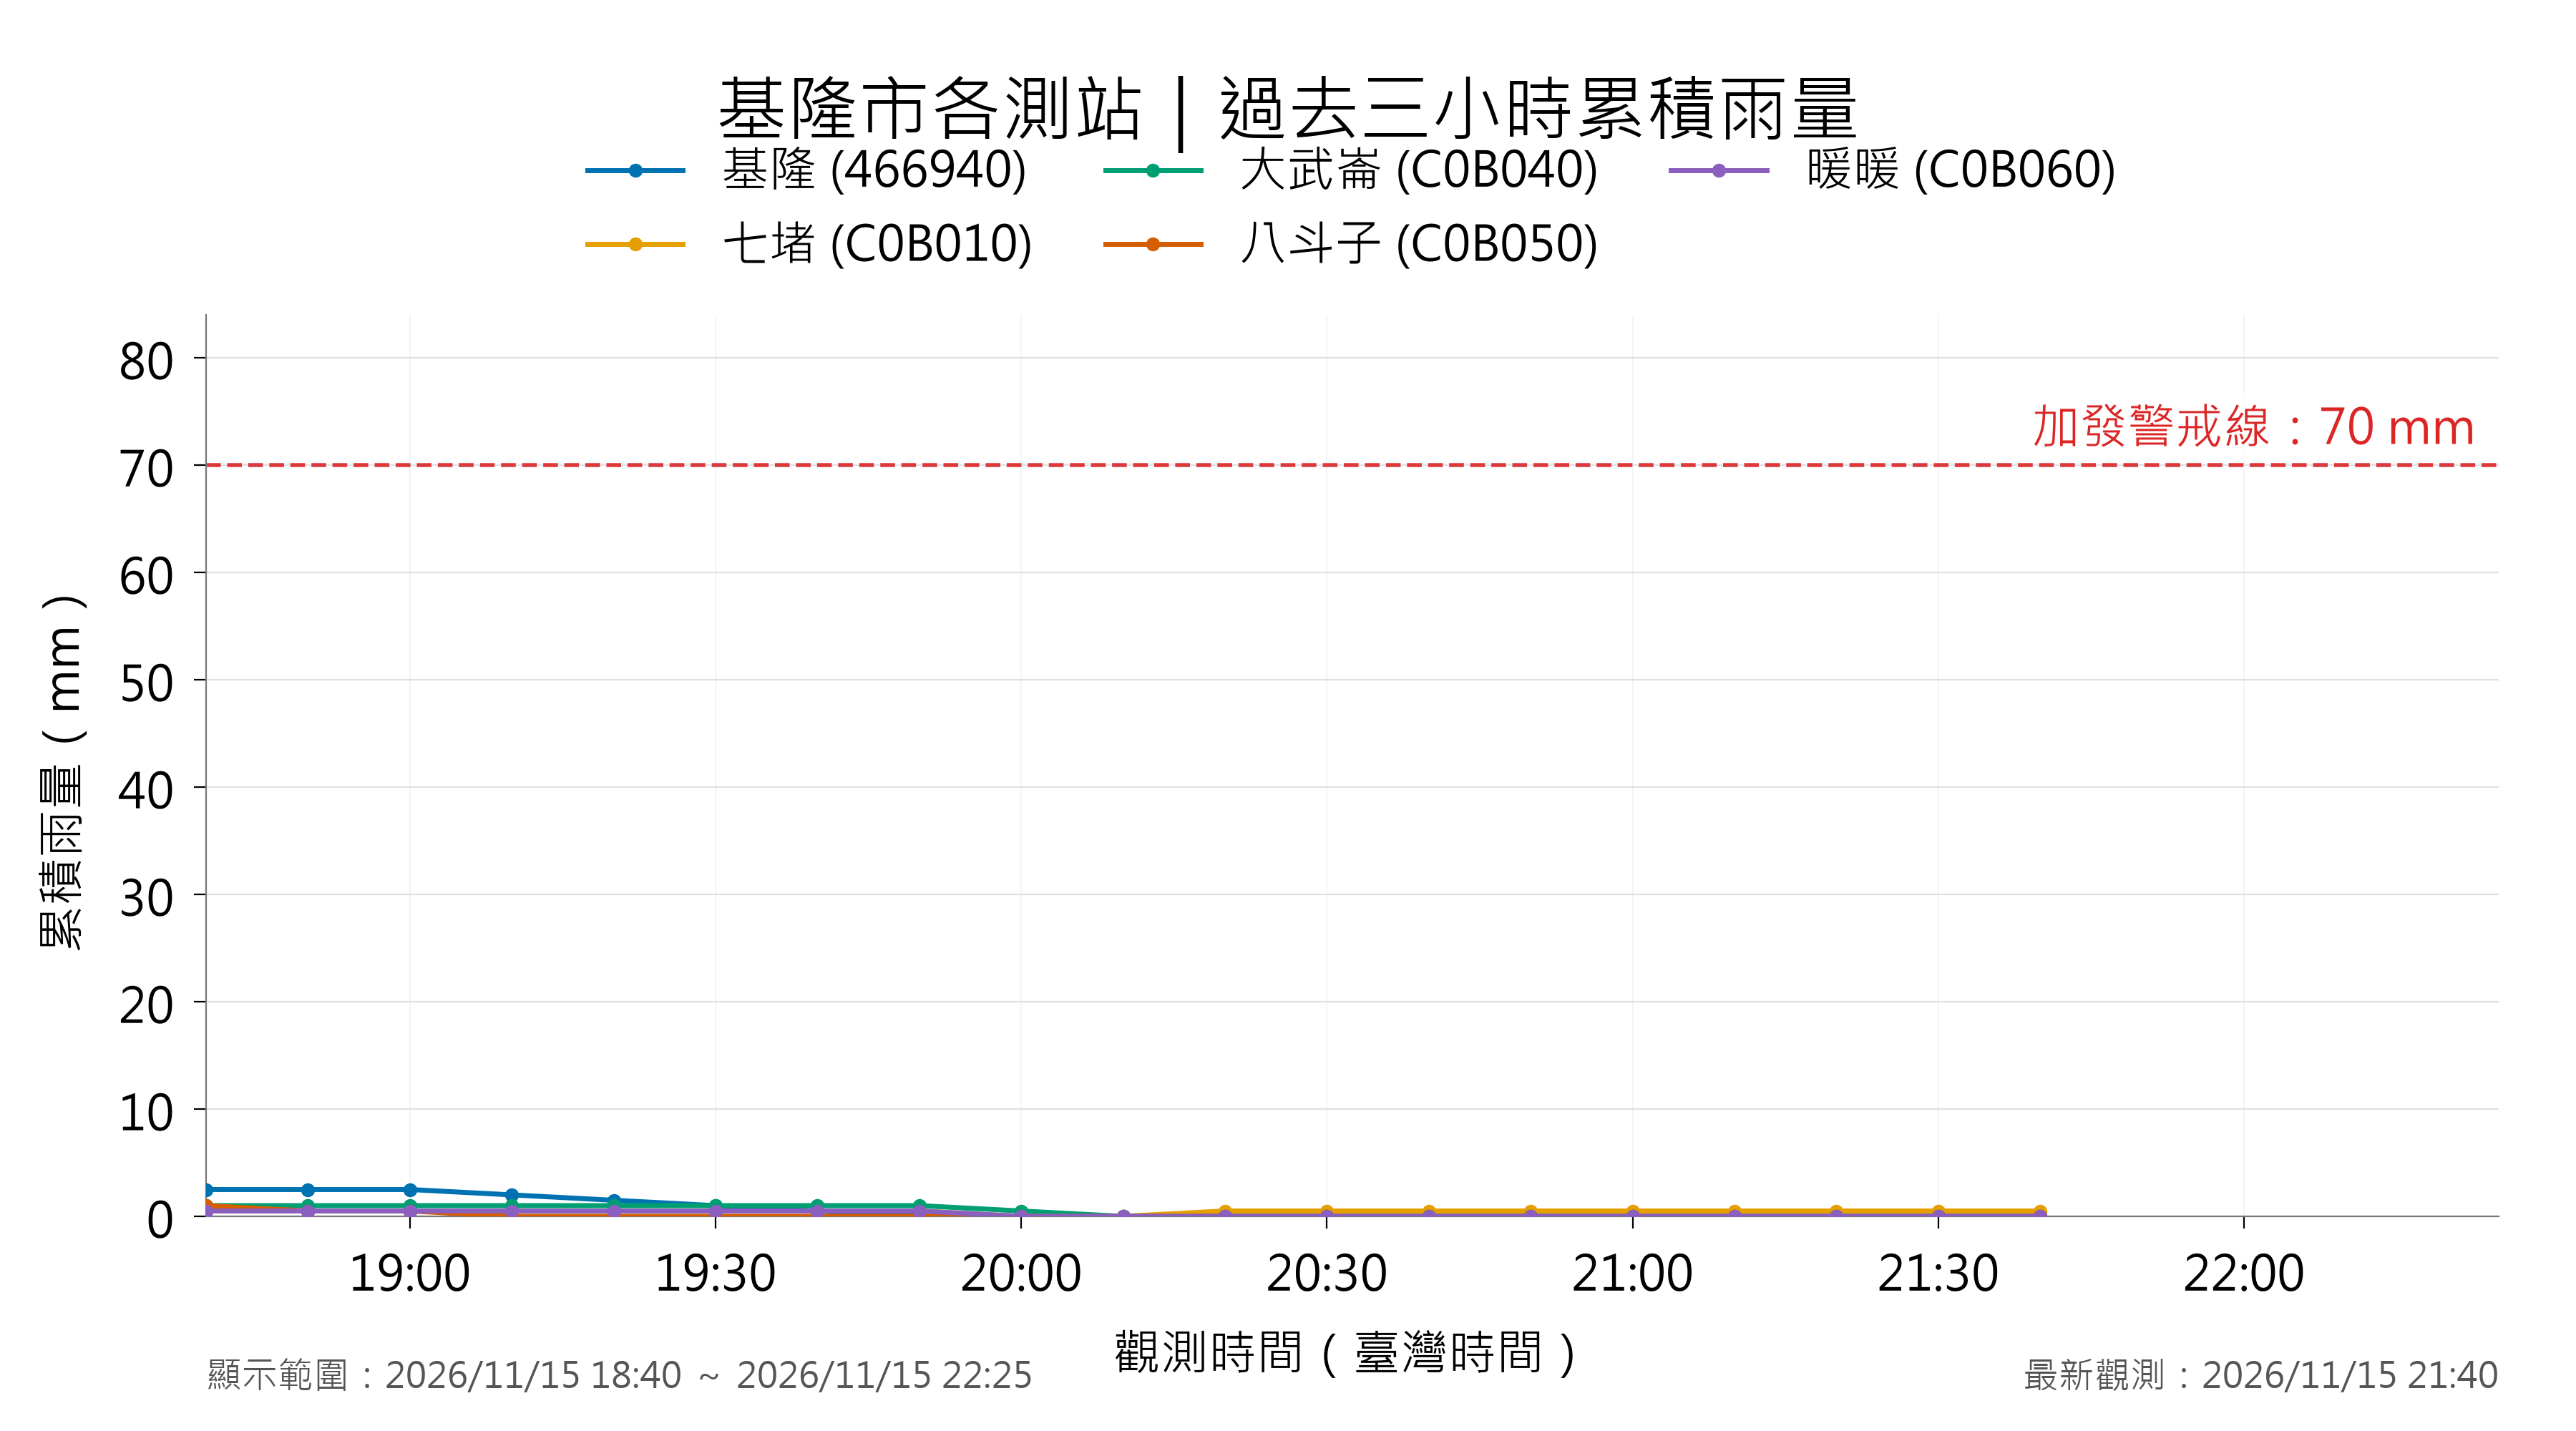 基隆市各測站｜過去三小時累積雨量
基隆 (466940)
大武崙 (C0B040)
暖暖 (C0B060)
七堵 (C0B010)
八斗子 (C0B050)
累積雨量（mm）
80
70
60
50
40
30
20
10
0
加發警戒線：70 mm
19:00
19:30
20:00
20:30
21:00
21:30
22:00
觀測時間（臺灣時間）
顯示範圍：2026/11/15 18:40 ~ 2026/11/15 22:25
最新觀測：2026/11/15 21:40